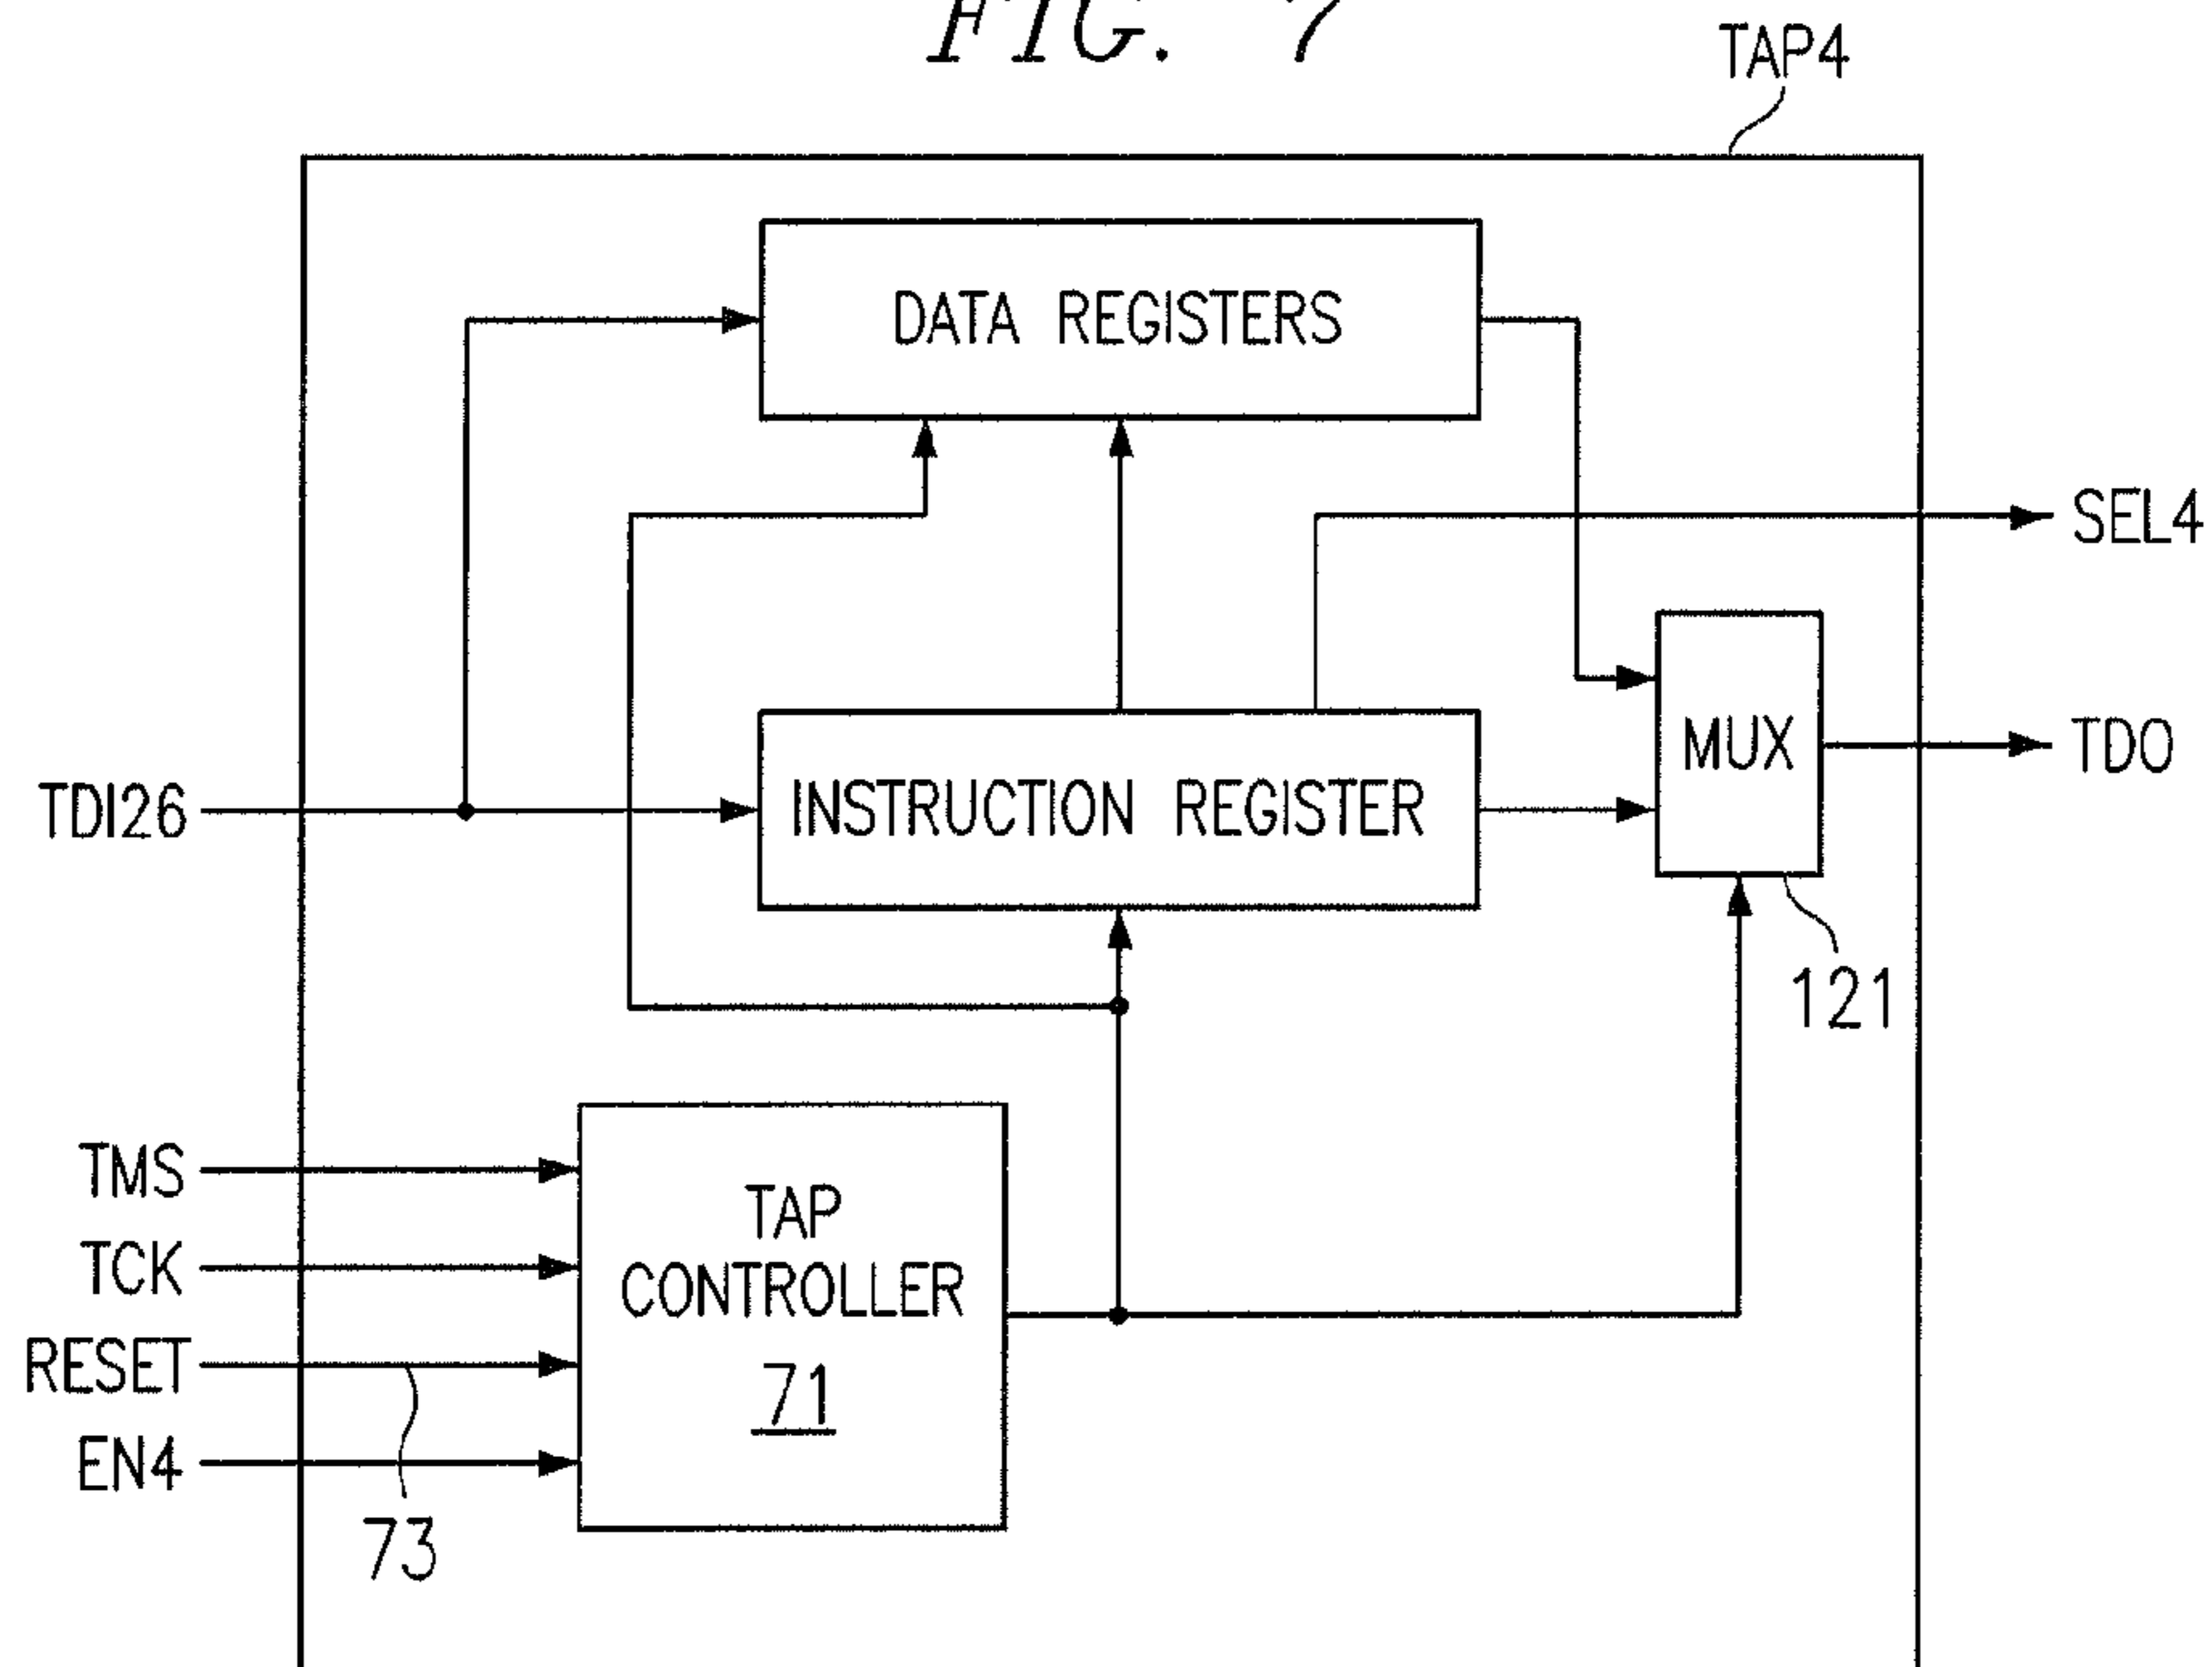 FIG. 7
TAP4
DATA REGISTERS
SEL4
MUX
TDO
TDI26
INSTRUCTION REGISTER
121
TMS
TCK
RESET
EN4
TAP
CONTROLLER
71
73